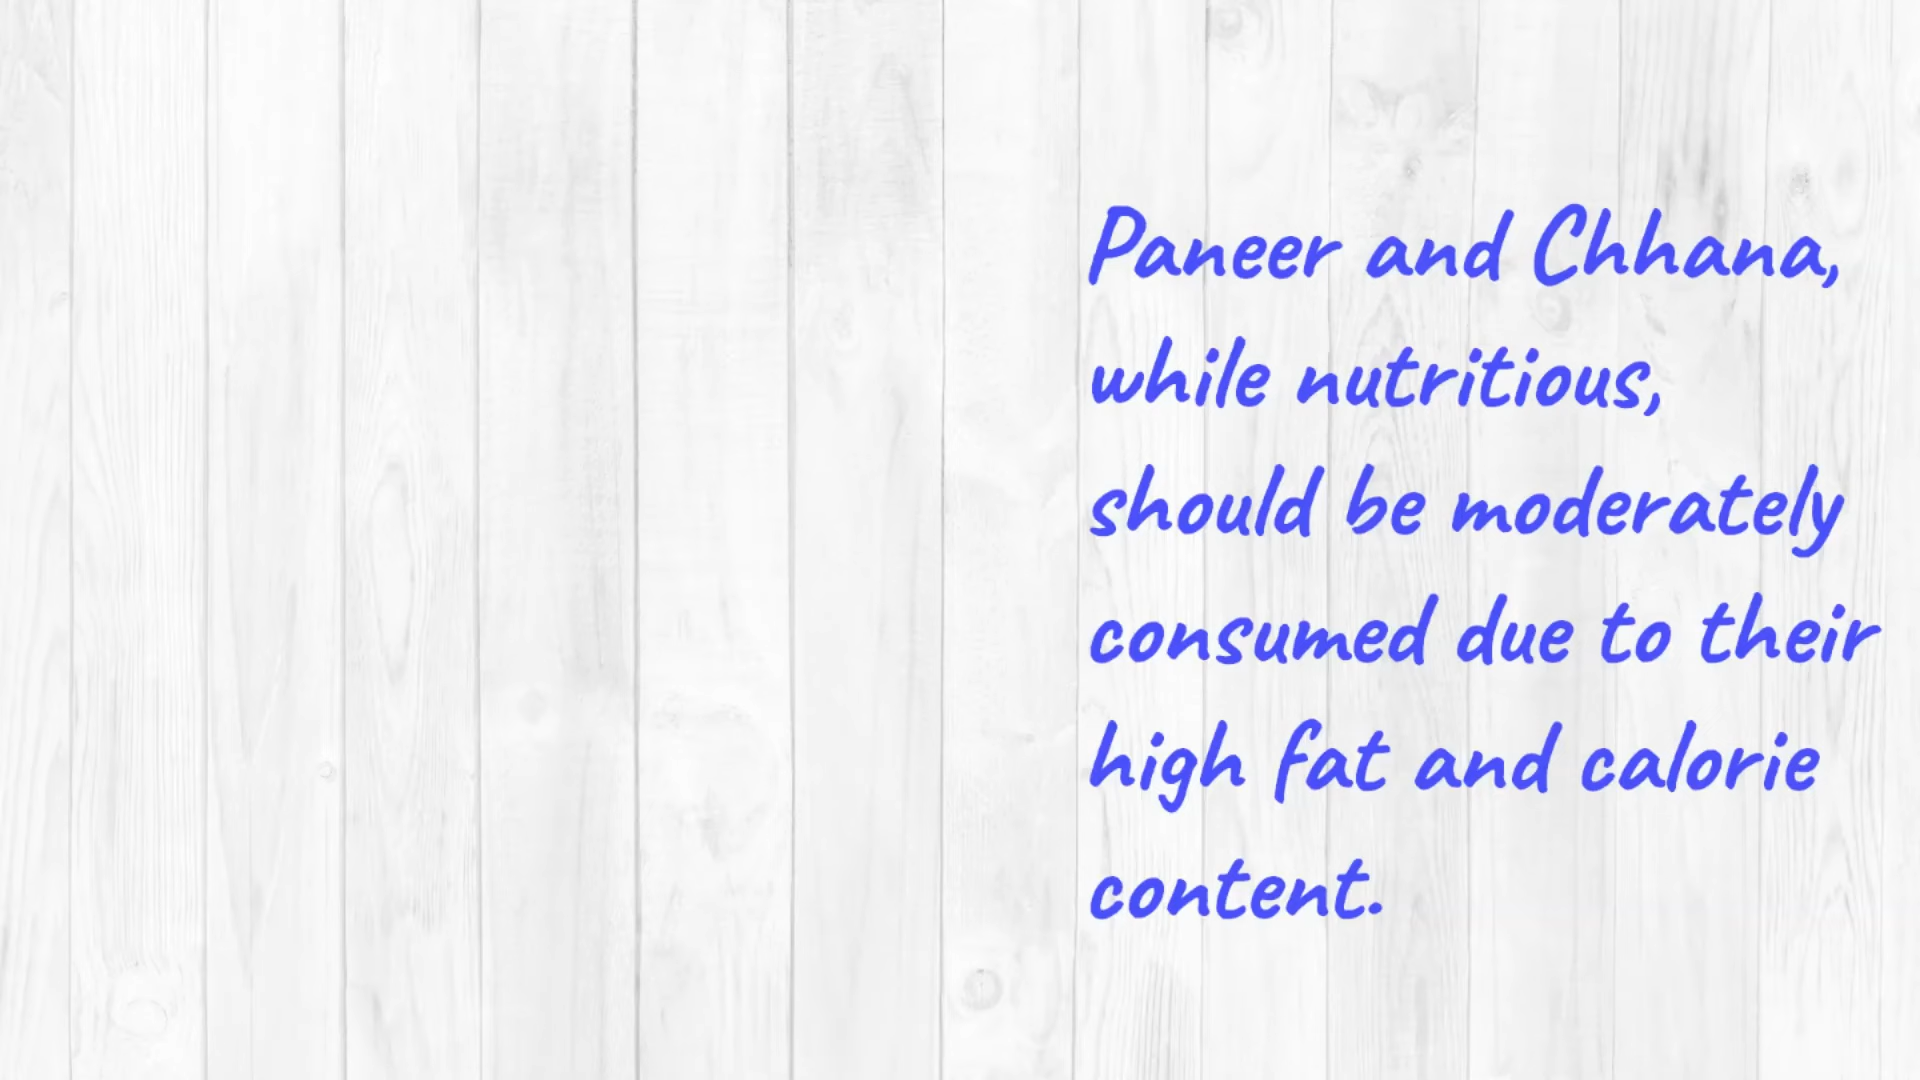 Paneer and Chhana,
while nutritious,
should be moderately
consumed due to their
high fat and calorie
content.